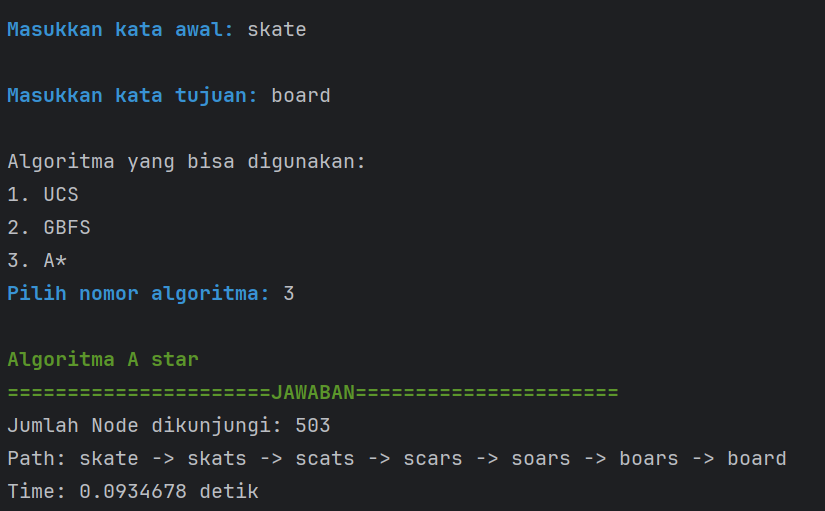 Masukkan kata awal: skate
Masukkan kata tujuan: board
Algoritma yang bisa digunakan:
1. UCS
2. GBFS
3. A*
Pilih nomor algoritma: 3
Algoritma A star
======================JAWABAN======================
Jumlah Node dikunjungi: 503
Path: skate -> skats -> scats -> scars -> soars -> boars -> board
Time: 0.0934678 detik